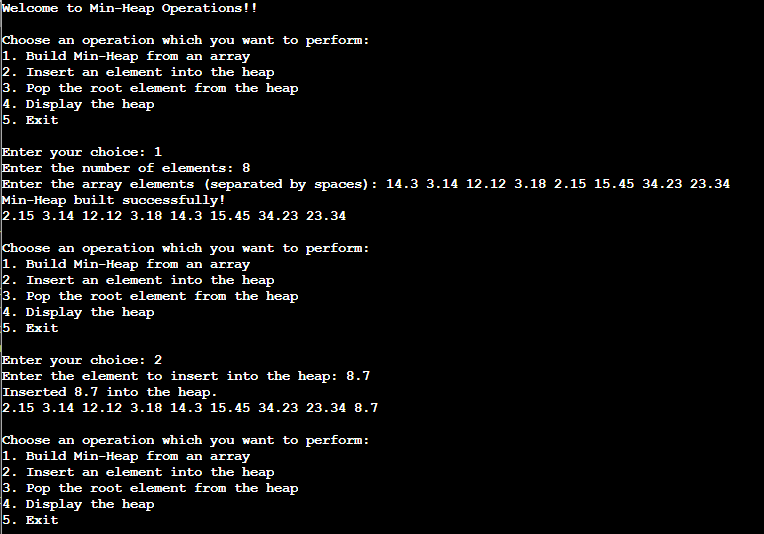 Welcome to Min-Heap Operations!!
Choose an operation which you want to perform:
1. Build Min-Heap from an array
2. Insert an element into the heap
3. Pop the root element from the heap
4. Display the heap
5. Exit
Enter your choice: 1
Enter the number of elements: 8
Enter the array elements (separated by spaces): 14.3 3.14 12.12 3.18 2.15 15.45 34.23 23.34
Min-Heap built successfully!
2.15 3.14 12.12 3.18 14.3 15.45 34.23 23.34
Choose an operation which you want to perform:
1. Build Min-Heap from an array
2. Insert an element into the heap
3. Pop the root element from the heap
4. Display the heap
5. Exit
Enter your choice: 2
Enter the element to insert into the heap: 8.7
Inserted 8.7 into the heap.
2.15 3.14 12.12 3.18 14.3 15.45 34.23 23.34 8.7
Choose an operation which you want to perform:
1. Build Min-Heap from an array
2. Insert an element into the heap
3. Pop the root element from the heap
4. Display the heap
5. Exit